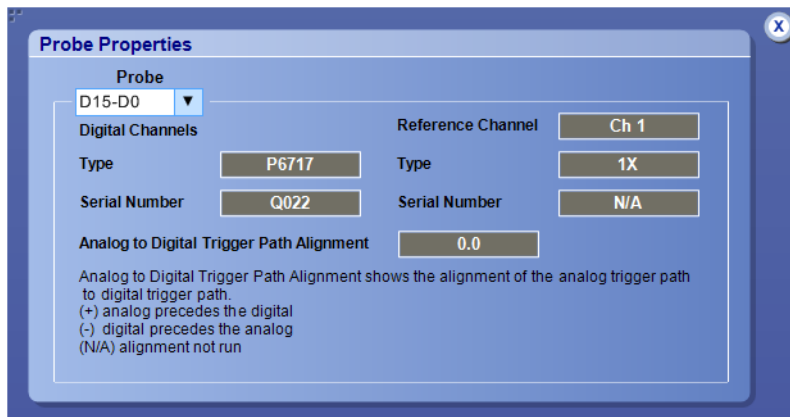 X
Probe Properties
Probe
D15-D0
Digital Channels
Reference Channel Ch 1
Type P6717 Type 1X
Serial Number Q022 Serial Number N/A
Analog to Digital Trigger Path Alignment 0.0
Analog to Digital Trigger Path Alignment shows the alignment of the analog trigger path
to digital trigger path.
(+) analog precedes the digital
(-) digital precedes the analog
(N/A) alignment not run